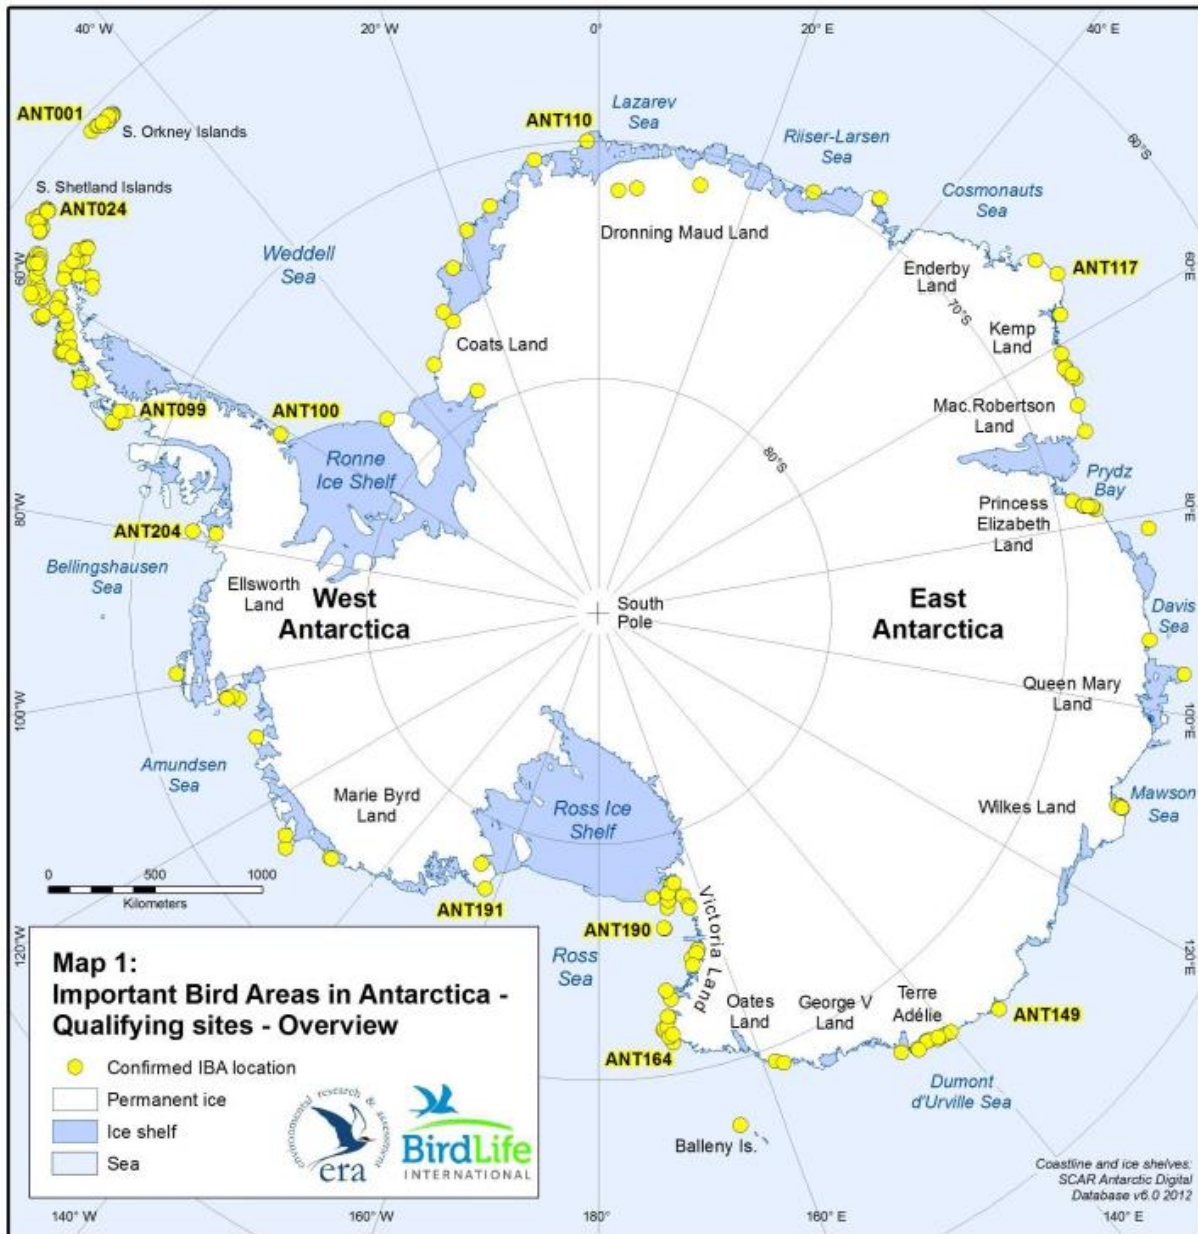 40° W
20° W
0°
20° E
40° E
ANT001
S. Orkney Islands
ANT110
Lazarev
Sea
Riiser-Larsen
Sea
60°S
S. Shetland Islands
ANT024
Cosmonauts
Sea
Weddell
Sea
Dronning Maud Land
60°W
Enderby
Land
ANT117
60°E
70°S
Kemp
Land
Coats Land
ANT099
ANT100
Mac.Robertson
Land
Ronne
Ice Shelf
80°S
Prydz
Bay
80°W
ANT204
Princess
Elizabeth
Land
80°E
Bellingshausen
Sea
Ellsworth
Land
West
Antarctica
South
Pole
East
Antarctica
Davis
Sea
100°W
Queen Mary
Land
100°E
Amundsen
Sea
Marie Byrd
Land
Ross Ice
Shelf
Wilkes Land
Mawson
Sea
0
500
1000
Kilometers
ANT191
ANT190
Victoria Land
120°W
Ross
Sea
120°E
Oates
Land
George V
Land
Terre
Adélie
ANT149
ANT164
Dumont
d'Urville Sea
Balleny Is.
Map 1:
Important Bird Areas in Antarctica -
Qualifying sites - Overview
Confirmed IBA location
Permanent ice
Ice shelf
Sea
environmental research & assessment
era
BirdLife
INTERNATIONAL
Coastline and ice shelves:
SCAR Antarctic Digital
Database v6.0 2012
140° W
160° W
180°
160° E
140° E